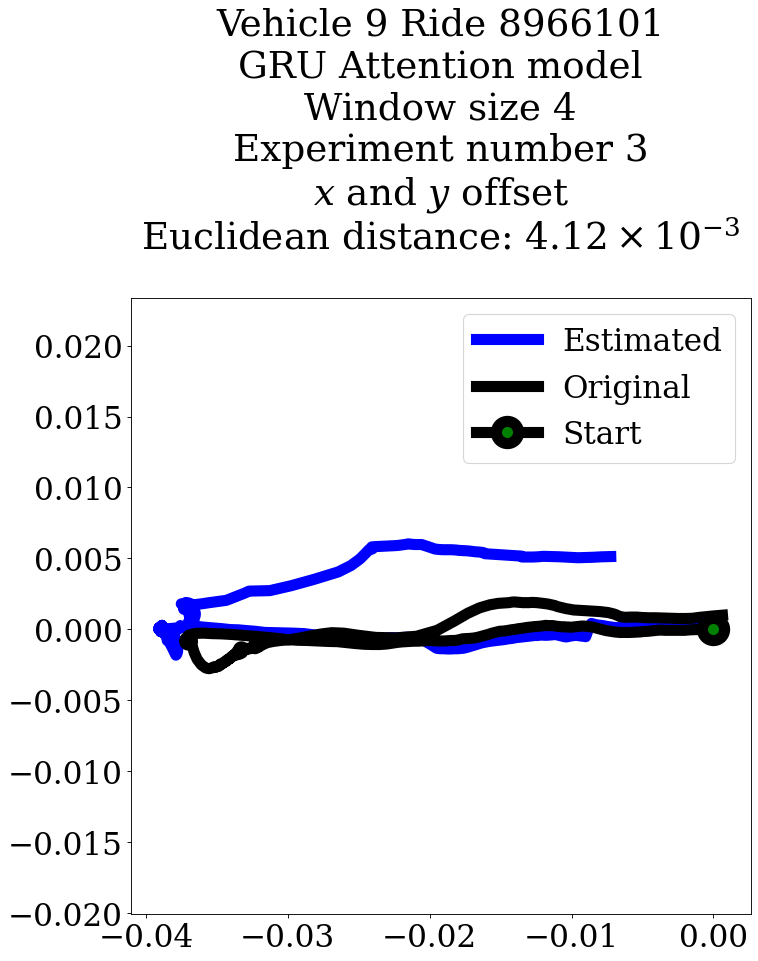 Vehicle 9 Ride 8966101
GRU Attention model
Window size 4
Experiment number 3
x and y offset
Euclidean distance: 4.12 × 10⁻³
Estimated
Original
Start
0.020
0.015
0.010
0.005
0.000
−0.005
−0.010
−0.015
−0.020
−0.04 −0.03 −0.02 −0.01 0.00